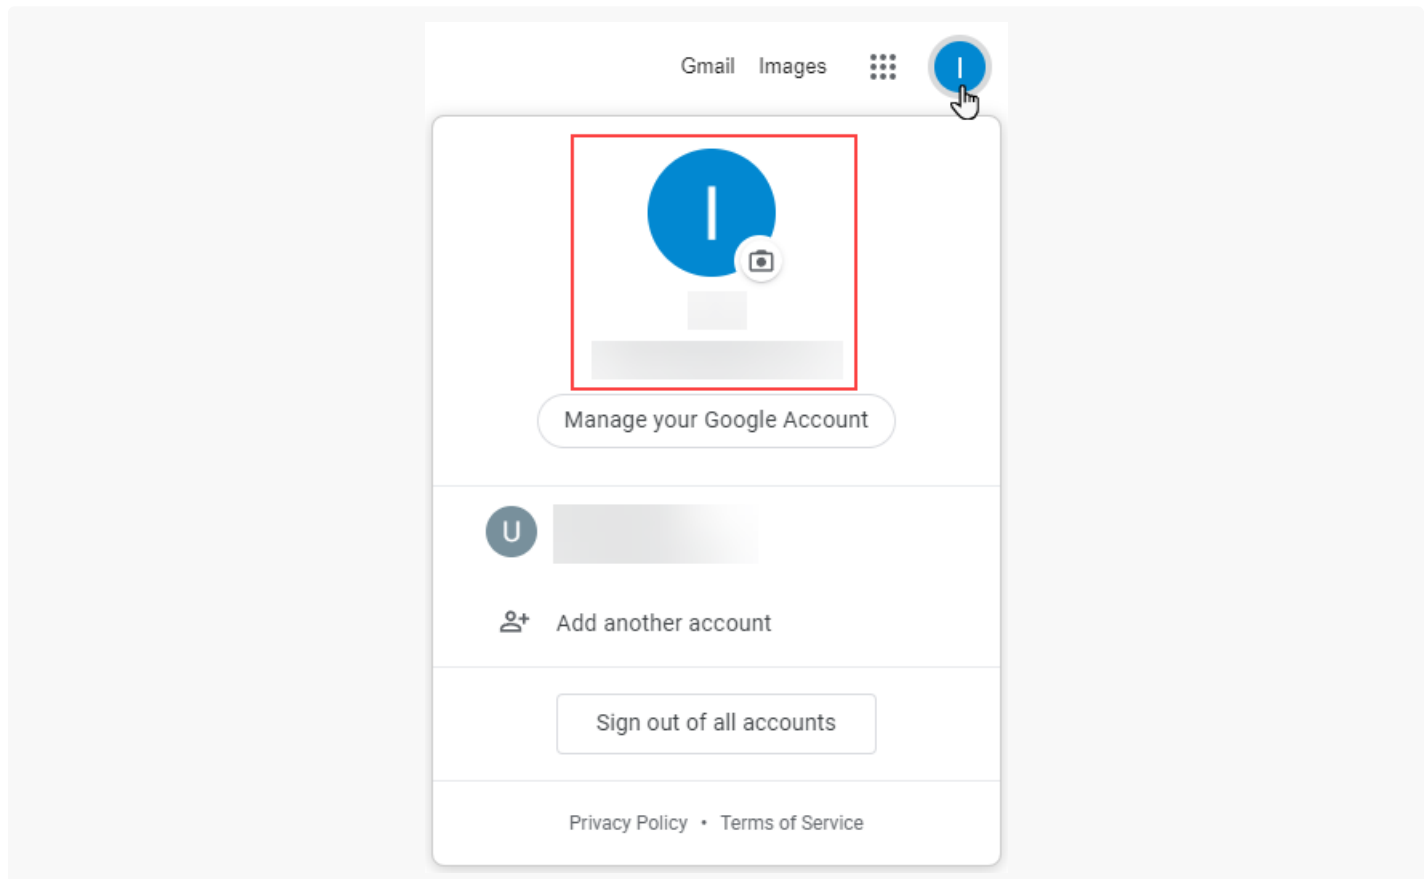 Gmail Images I
I
Manage your Google Account
U
Add another account
Sign out of all accounts
Privacy Policy • Terms of Service